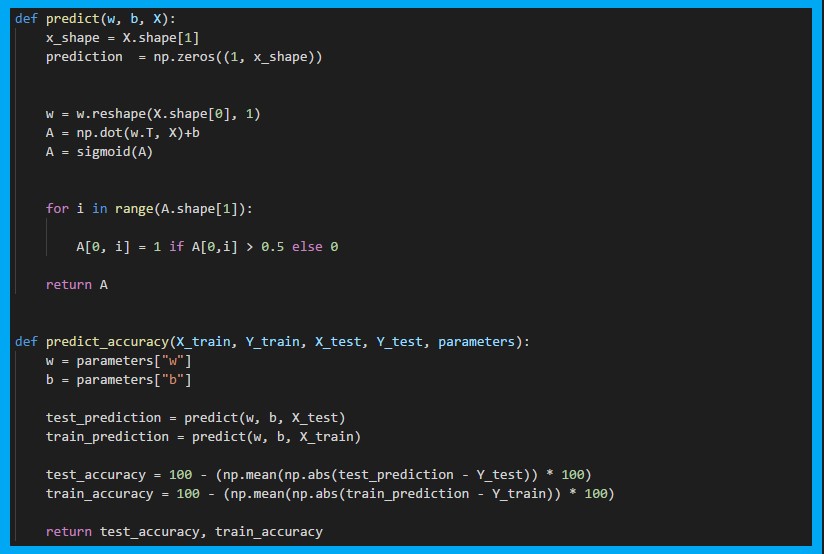 def predict(w, b, X):
    x_shape = X.shape[1]
    prediction  = np.zeros((1, x_shape))
    w = w.reshape(X.shape[0], 1)
    A = np.dot(w.T, X)+b
    A = sigmoid(A)
    for i in range(A.shape[1]):
        A[0, i] = 1 if A[0,i] > 0.5 else 0
    return A
def predict_accuracy(X_train, Y_train, X_test, Y_test, parameters):
    w = parameters["w"]
    b = parameters["b"]
    test_prediction = predict(w, b, X_test)
    train_prediction = predict(w, b, X_train)
    test_accuracy = 100 - (np.mean(np.abs(test_prediction - Y_test)) * 100)
    train_accuracy = 100 - (np.mean(np.abs(train_prediction - Y_train)) * 100)
    return test_accuracy, train_accuracy